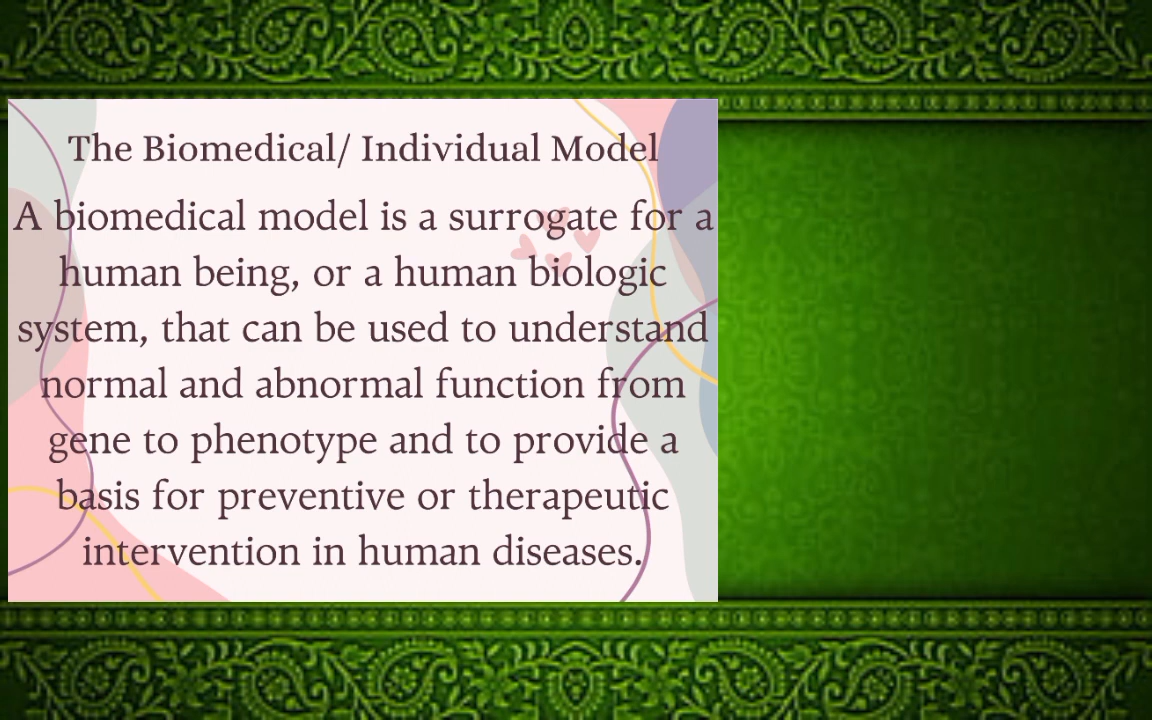 The Biomedical/ Individual Model
A biomedical model is a surrogate for a
human being, or a human biologic
system, that can be used to understand
normal and abnormal function from
gene to phenotype and to provide a
basis for preventive or therapeutic
intervention in human diseases.